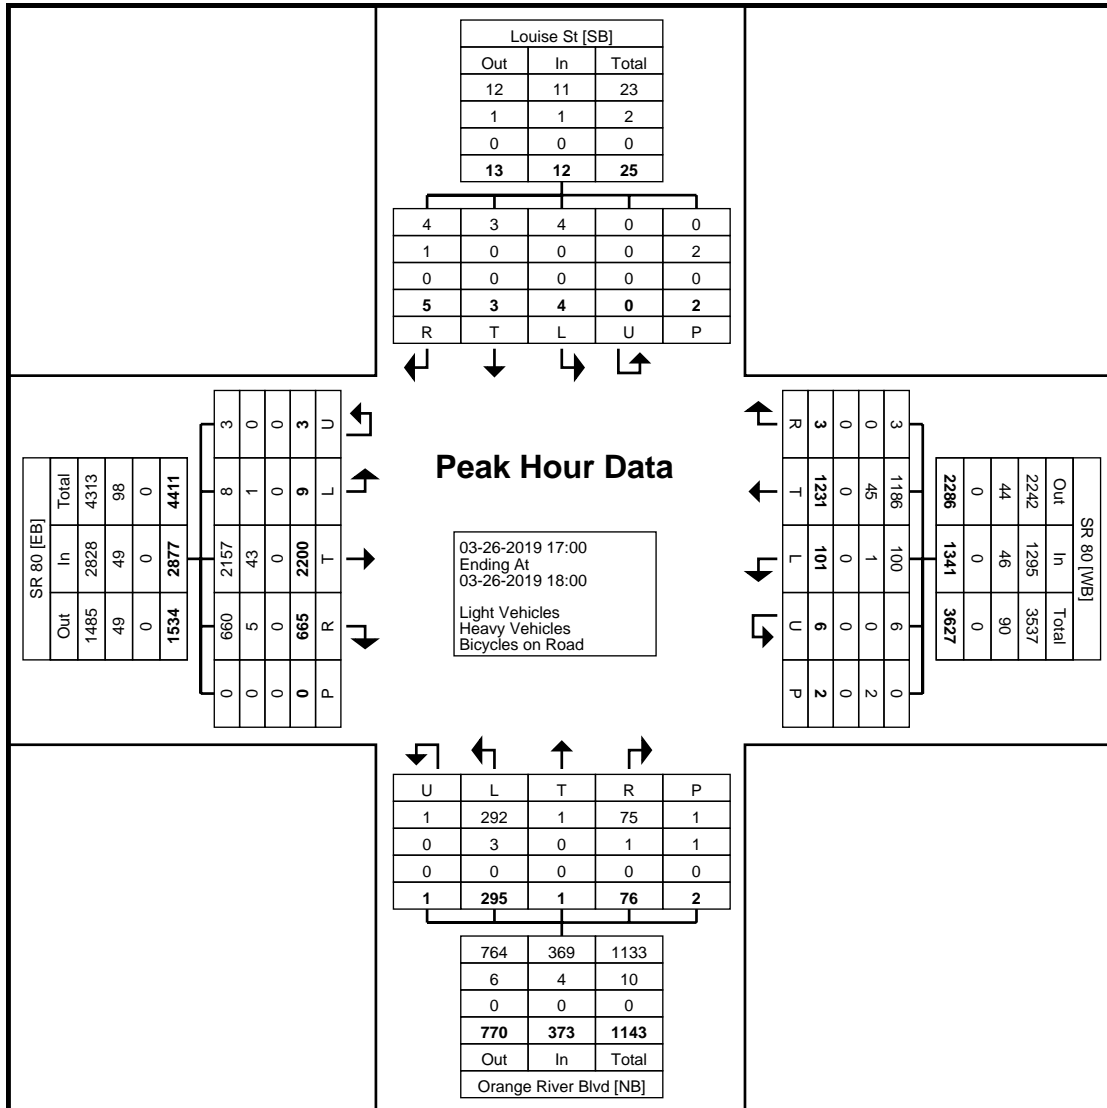 Louise St [SB]
Out In Total
12 11 23
1 1 2
0 0 0
13 12 25
4 3 4 0 0
1 0 0 0 2
0 0 0 0 0
5 3 4 0 2
R T L U P
SR 80 [EB]
Total In Out
4313 2828 1485
98 49 49
0 0 0
4411 2877 1534
3 8 2157 660 0
0 1 43 5 0
0 0 0 0 0
3 9 2200 665 0
U L T R P
Peak Hour Data
03-26-2019 17:00
Ending At
03-26-2019 18:00
Light Vehicles
Heavy Vehicles
Bicycles on Road
R T L U P
3 1231 101 6 2
0 0 0 0 0
0 45 1 0 2
3 1186 100 6 0
2286 1341 3627
0 0 0
44 46 90
2242 1295 3537
Out In Total
SR 80 [WB]
U L T R P
1 292 1 75 1
0 3 0 1 1
0 0 0 0 0
1 295 1 76 2
764 369 1133
6 4 10
0 0 0
770 373 1143
Out In Total
Orange River Blvd [NB]